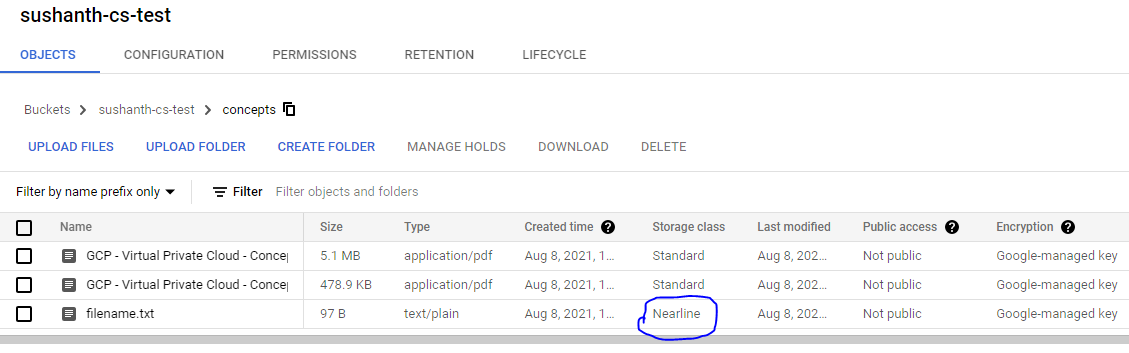 sushanth-cs-test
OBJECTS CONFIGURATION PERMISSIONS RETENTION LIFECYCLE
Buckets > sushanth-cs-test > concepts
UPLOAD FILES UPLOAD FOLDER CREATE FOLDER MANAGE HOLDS DOWNLOAD DELETE
Filter by name prefix only Filter Filter objects and folders
Name Size Type Created time ? Storage class Last modified Public access ? Encryption ?
GCP - Virtual Private Cloud - Concep 5.1 MB application/pdf Aug 8, 2021, 1... Standard Aug 8, 202... Not public Google-managed key
GCP - Virtual Private Cloud - Concep 478.9 KB application/pdf Aug 8, 2021, 1... Standard Aug 8, 202... Not public Google-managed key
filename.txt 97 B text/plain Aug 8, 2021, 1... Nearline Aug 8, 202... Not public Google-managed key